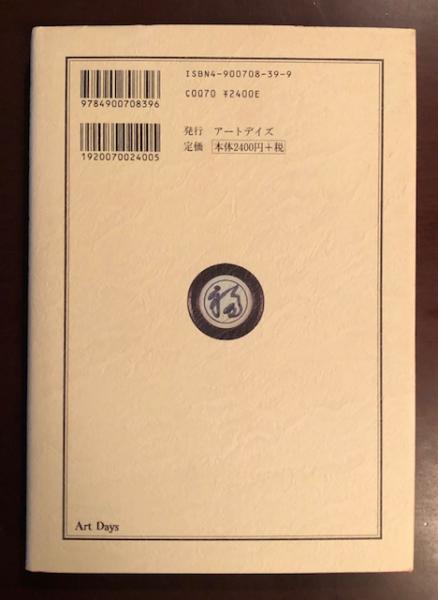 ISBN4-900708-39-9
9784900708396
C0070 ¥2400E
発行 アートデイズ
定価 本体2400円+税
1920070024005
福
Art Days